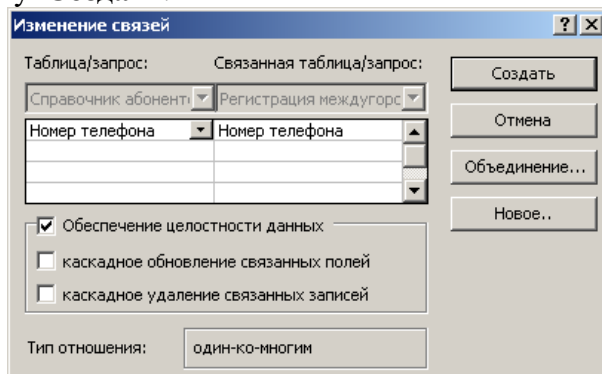 Изменение связей
Таблица/запрос: Связанная таблица/запрос:
Справочник абонент Регистрация междугорс
Номер телефона Номер телефона
Обеспечение целостности данных
каскадное обновление связанных полей
каскадное удаление связанных записей
Тип отношения: один-ко-многим
Создать
Отмена
Объединение...
Новое..